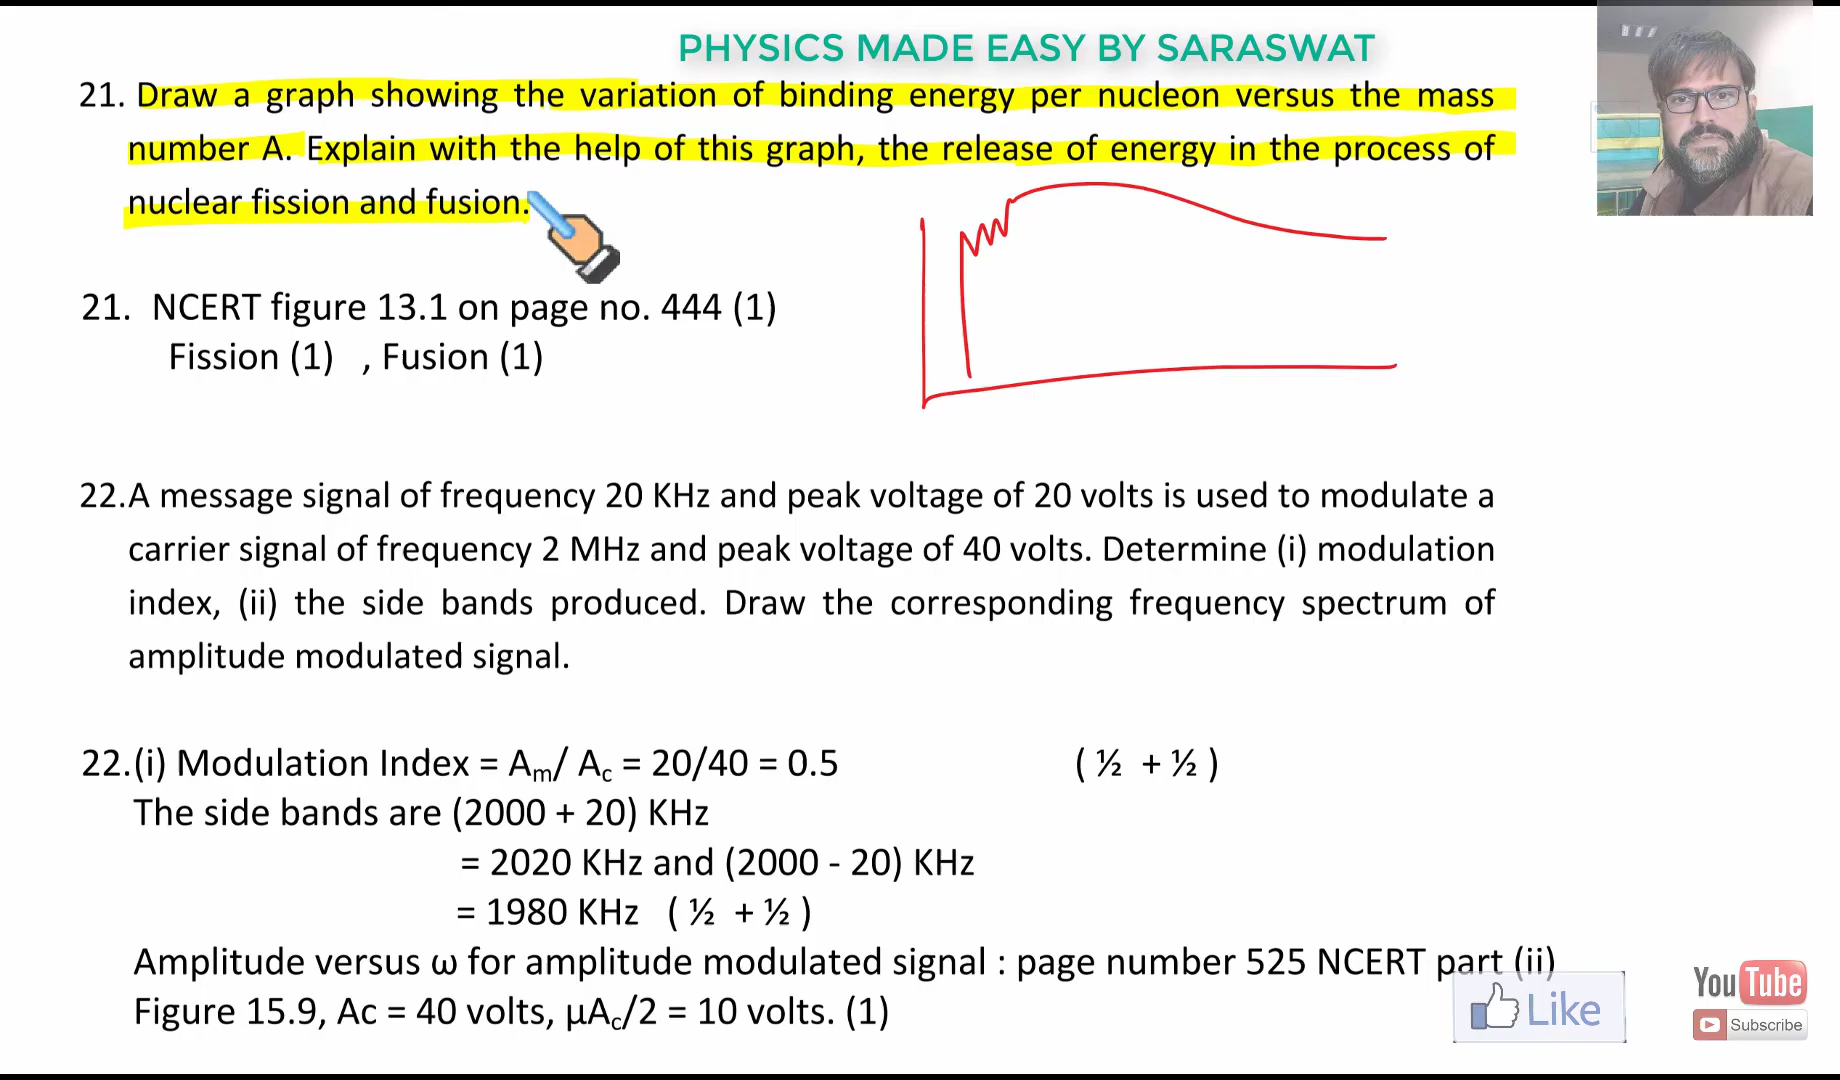 PHYSICS MADE EASY BY SARASWAT
21. Draw a graph showing the variation of binding energy per nucleon versus the mass
number A. Explain with the help of this graph, the release of energy in the process of
nuclear fission and fusion.
21. NCERT figure 13.1 on page no. 444 (1)
Fission (1) , Fusion (1)
22.A message signal of frequency 20 KHz and peak voltage of 20 volts is used to modulate a
carrier signal of frequency 2 MHz and peak voltage of 40 volts. Determine (i) modulation
index, (ii) the side bands produced. Draw the corresponding frequency spectrum of
amplitude modulated signal.
22.(i) Modulation Index = Aₘ/ A꜀ = 20/40 = 0.5 ( ½ + ½ )
The side bands are (2000 + 20) KHz
= 2020 KHz and (2000 - 20) KHz
= 1980 KHz ( ½ + ½ )
Amplitude versus ω for amplitude modulated signal : page number 525 NCERT part (ii)
Figure 15.9, Ac = 40 volts, μA꜀/2 = 10 volts. (1)
Like
YouTube
Subscribe